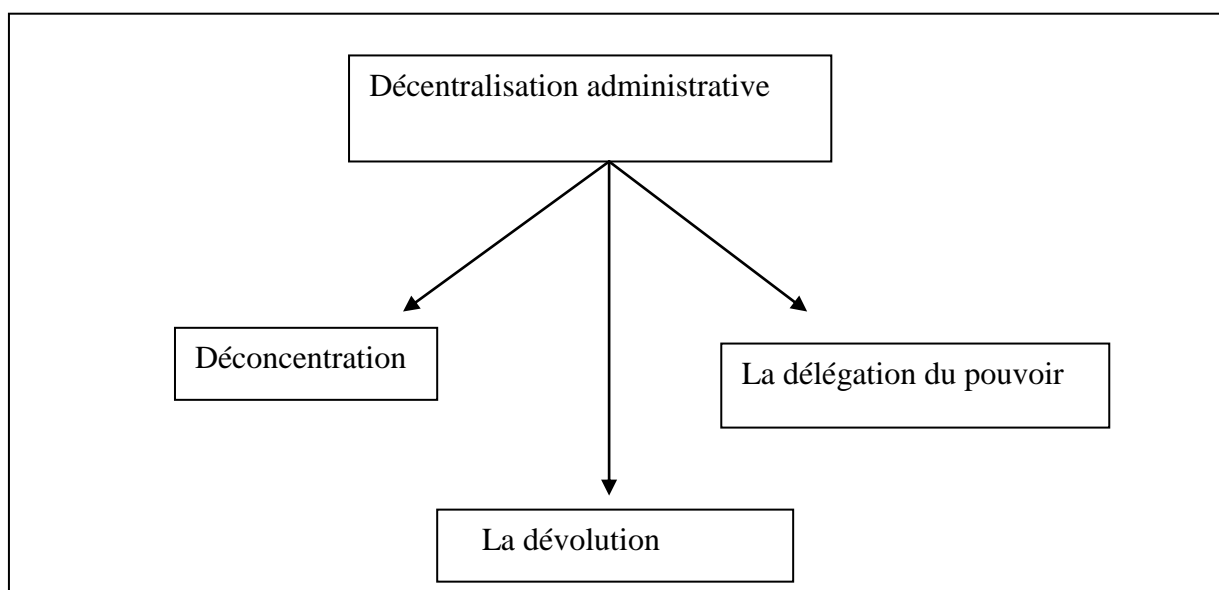 Décentralisation administrative
Déconcentration
La délégation du pouvoir
La dévolution